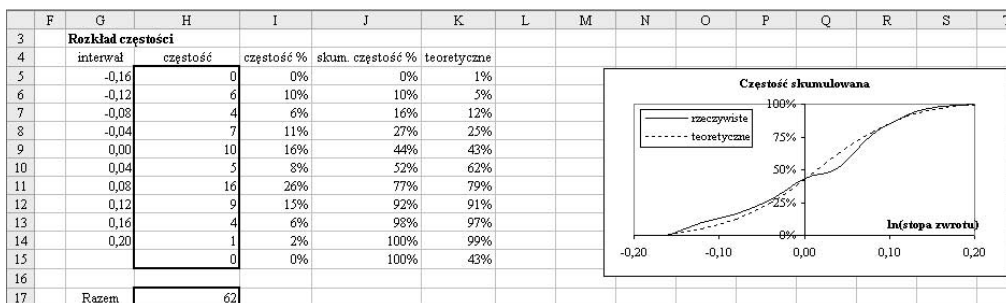 F G H I J K L M N O P Q R S T
3 Rozkład częstości
4 interwał częstość częstość % skum. częstość % teoretyczne
5 -0,16 0 0% 0% 1%
6 -0,12 6 10% 10% 5%
7 -0,08 4 6% 16% 12%
8 -0,04 7 11% 27% 25%
9 0,00 10 16% 44% 43%
10 0,04 5 8% 52% 62%
11 0,08 16 26% 77% 79%
12 0,12 9 15% 92% 91%
13 0,16 4 6% 98% 97%
14 0,20 1 2% 100% 99%
15 0 0% 100% 43%
16
17 Razem 62
Częstość skumulowana
100%
rzeczywiste
teoretyczne
75%
50%
25%
ln(stopa zwrotu)
0%
-0,20 -0,10 0,00 0,10 0,20